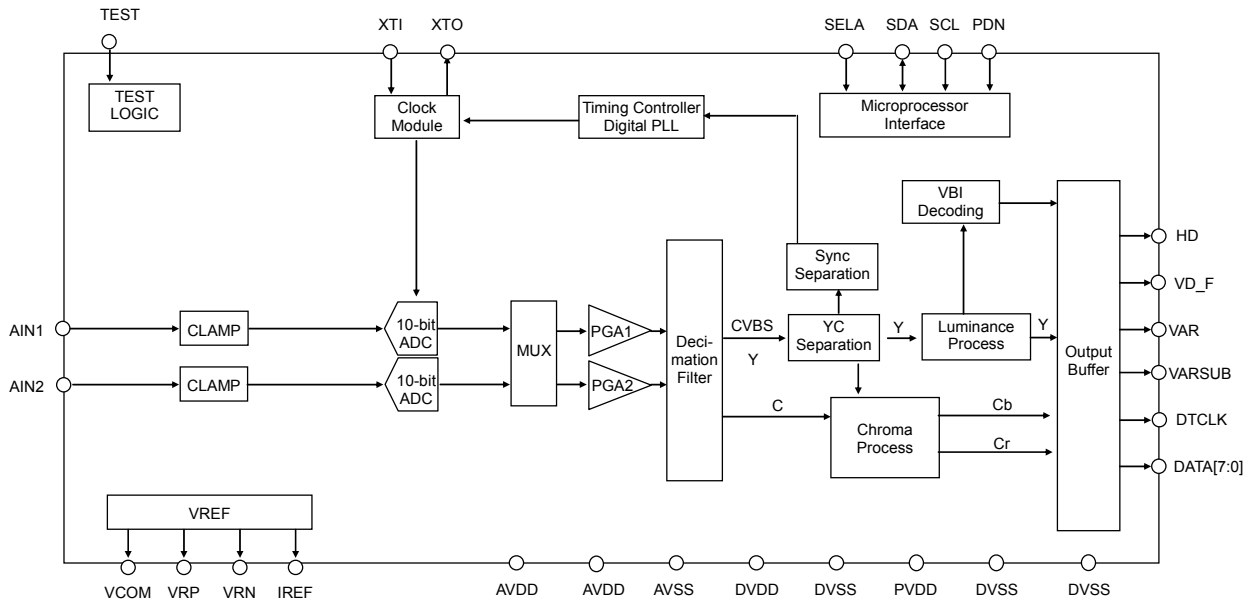 TEST
XTI
XTO
SELA
SDA
SCL
PDN
TEST
LOGIC
Clock
Module
Timing Controller
Digital PLL
Microprocessor
Interface
VBI
Decoding
HD
Sync
Separation
VD_F
AIN1
CLAMP
10-bit
ADC
MUX
PGA1
Deci-
mation
Filter
CVBS
Y
YC
Separation
Y
Luminance
Process
Y
Output
Buffer
VAR
AIN2
CLAMP
10-bit
ADC
PGA2
VARSUB
C
Chroma
Process
Cb
Cr
DTCLK
DATA[7:0]
VREF
VCOM
VRP
VRN
IREF
AVDD
AVDD
AVSS
DVDD
DVSS
PVDD
DVSS
DVSS